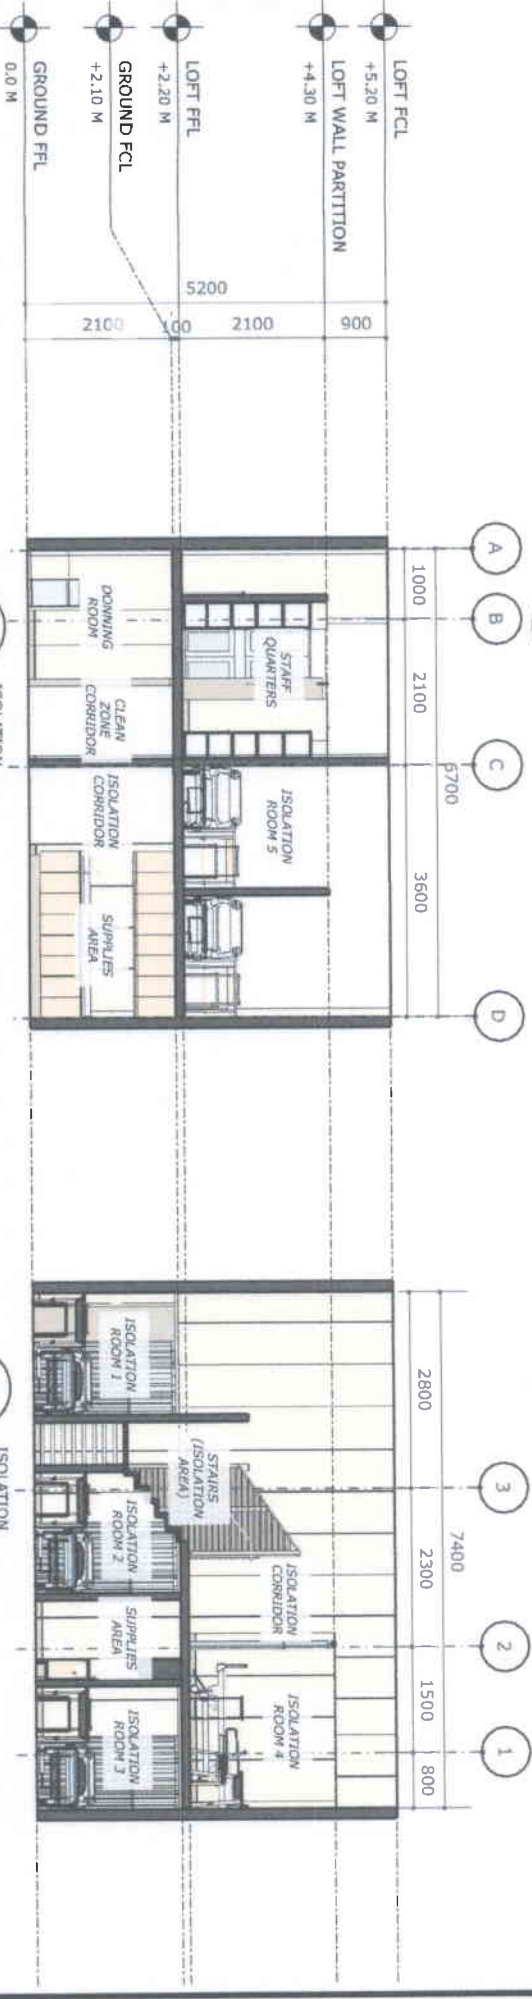 LOFT FCL
+5.20 M
LOFT WALL PARTITION
+4.30 M
LOFT FFL
+2.20 M
GROUND FCL
+2.10 M
GROUND FFL
0.0 M
5200
900
2100
100
2100
A
B
C
D
1000
2100
6700
3600
STAFF
QUARTERS
ISOLATION
ROOM 5
DONNING
ROOM
CLEAN
ZONE
CORRIDOR
ISOLATION
CORRIDOR
SUPPLIES
AREA
ISOLATION
3
2
1
7400
2800
2300
1500
800
STAIRS
(ISOLATION
AREA)
ISOLATION
CORRIDOR
ISOLATION
ROOM 4
ISOLATION
ROOM 1
ISOLATION
ROOM 2
SUPPLIES
AREA
ISOLATION
ROOM 3
ISOLATION